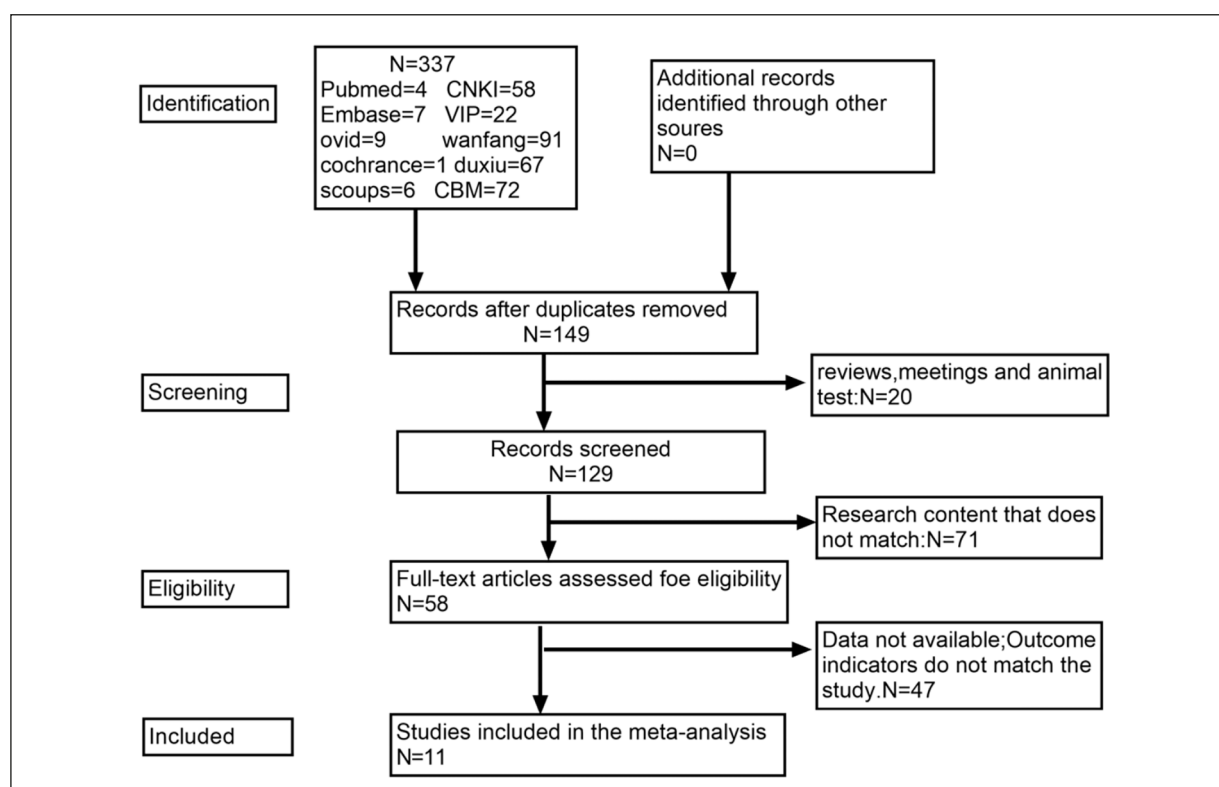 Identification
N=337
Pubmed=4 CNKI=58
Embase=7 VIP=22
ovid=9 wanfang=91
cochrance=1 duxiu=67
scoups=6 CBM=72
Additional records
identified through other
soures
N=0
Records after duplicates removed
N=149
Screening
reviews,meetings and animal
test:N=20
Records screened
N=129
Research content that does
not match:N=71
Eligibility
Full-text articles assessed foe eligibility
N=58
Data not available;Outcome
indicators do not match the
study.N=47
Included
Studies included in the meta-analysis
N=11